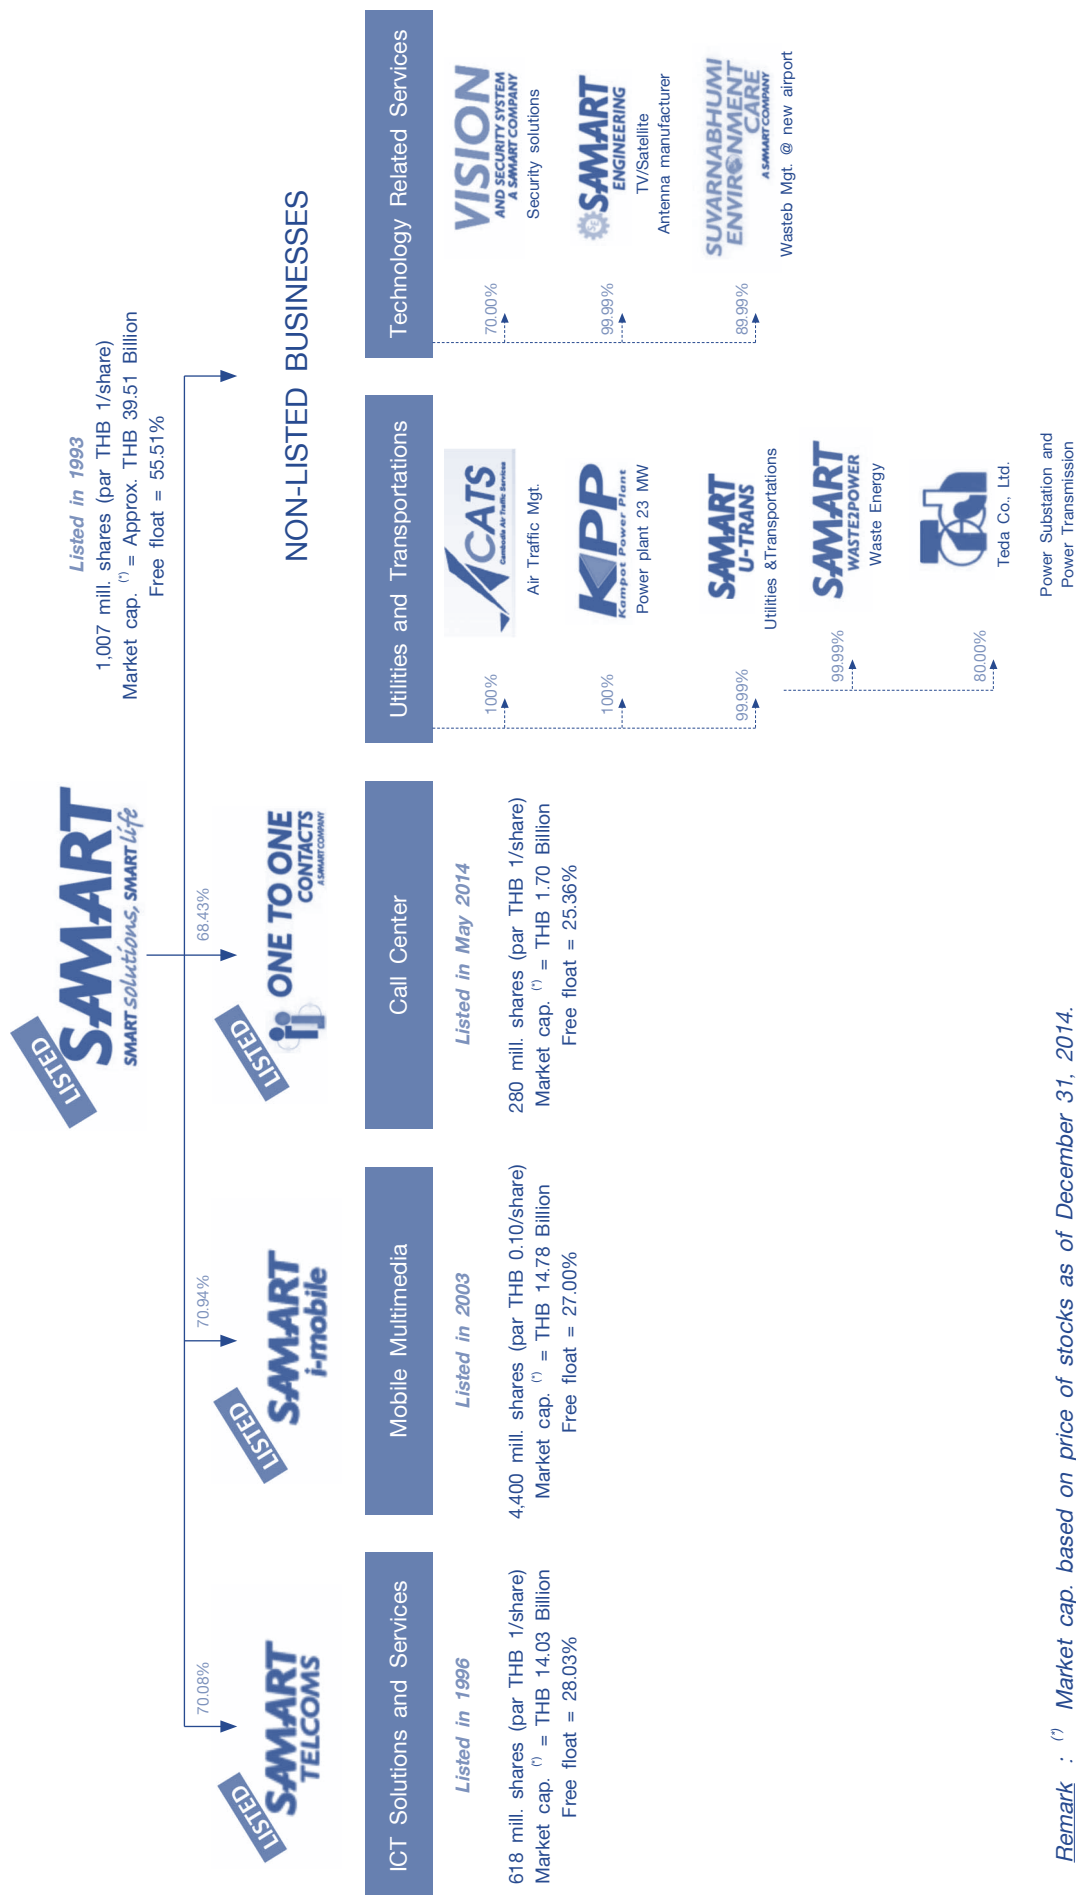 LISTED
SAMART
SMART solutions, SMART life
Listed in 1993
1,007 mill. shares (par THB 1/share)
Market cap. (*) = Approx. THB 39.51 Billion
Free float = 55.51%
70.08%
70.94%
68.43%
LISTED
SAMART
TELCOMS
LISTED
SAMART
i-mobile
LISTED
ONE TO ONE
CONTACTS
A SAMART COMPANY
NON-LISTED BUSINESSES
ICT Solutions and Services
Listed in 1996
618 mill. shares (par THB 1/share)
Market cap. (*) = THB 14.03 Billion
Free float = 28.03%
Mobile Multimedia
Listed in 2003
4,400 mill. shares (par THB 0.10/share)
Market cap. (*) = THB 14.78 Billion
Free float = 27.00%
Call Center
Listed in May 2014
280 mill. shares (par THB 1/share)
Market cap. (*) = THB 1.70 Billion
Free float = 25.36%
Utilities and Transportations
100%
CATS
Cambodia Air Traffic Services
Air Traffic Mgt.
100%
KPP
Kampot Power Plant
Power plant 23 MW
99.99%
SAMART
U-TRANS
Utilities &Transportations
99.99%
SAMART
WASTE2POWER
Waste Energy
80.00%
Teda Co., Ltd.
Power Substation and
Power Transmission
Technology Related Services
70.00%
VISION
AND SECURITY SYSTEM
A SAMART COMPANY
Security solutions
99.99%
SE
SAMART
ENGINEERING
TV/Satellite
Antenna manufacturer
89.99%
SUVARNABHUMI
ENVIRONMENT
CARE
A SAMART COMPANY
Wasteb Mgt. @ new airport
Remark : (*) Market cap. based on price of stocks as of December 31, 2014.